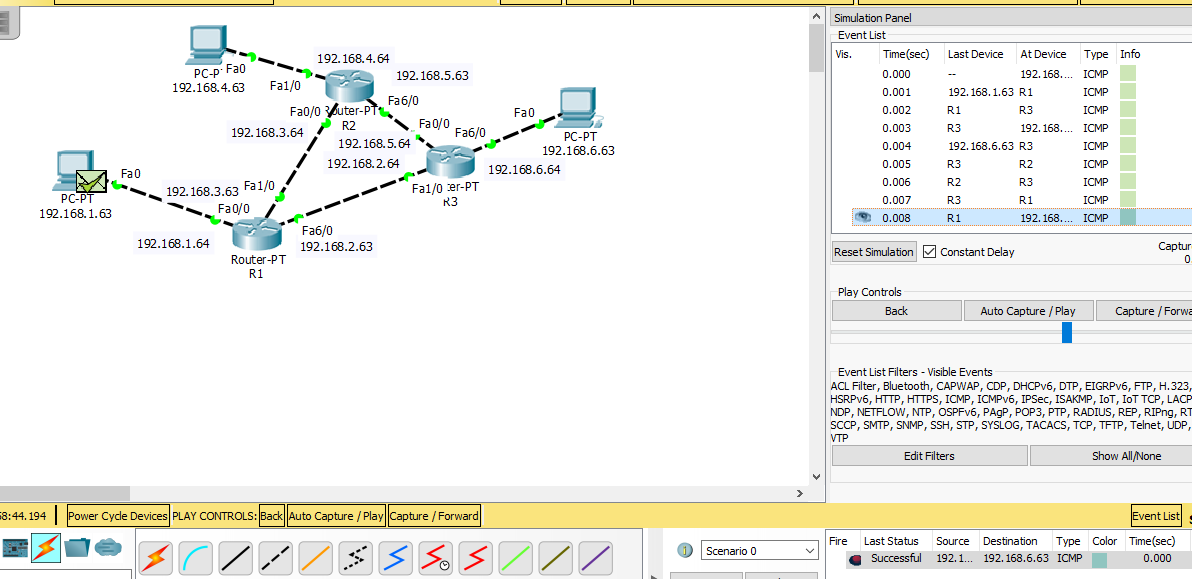 PC-P
Fa0
192.168.4.63
Fa1/0
192.168.4.64
192.168.5.63
Fa6/0
Fa0/0
Router-PT
R2
192.168.3.64
Fa0/0
Fa6/0
Fa0
PC-PT
192.168.6.63
192.168.5.64
192.168.2.64
192.168.6.64
Fa1/0
er-PT
R3
Fa0
PC-PT
192.168.1.63
192.168.3.63
Fa1/0
Fa0/0
192.168.1.64
Fa6/0
192.168.2.63
Router-PT
R1
Simulation Panel
Event List
Vis. Time(sec) Last Device At Device Type Info
0.000 -- 192.168.... ICMP
0.001 192.168.1.63 R1 ICMP
0.002 R1 R3 ICMP
0.003 R3 192.168.... ICMP
0.004 192.168.6.63 R3 ICMP
0.005 R3 R2 ICMP
0.006 R2 R3 ICMP
0.007 R3 R1 ICMP
0.008 R1 192.168.... ICMP
Reset Simulation Constant Delay Captur
0.
Play Controls
Back Auto Capture / Play Capture / Forwa
Event List Filters - Visible Events
ACL Filter, Bluetooth, CAPWAP, CDP, DHCPv6, DTP, EIGRPv6, FTP, H.323,
HSRPv6, HTTP, HTTPS, ICMP, ICMPv6, IPSec, ISAKMP, IoT, IoT TCP, LACP
NDP, NETFLOW, NTP, OSPFv6, PAgP, POP3, PTP, RADIUS, REP, RIPng, RT
SCCP, SMTP, SNMP, SSH, STP, SYSLOG, TACACS, TCP, TFTP, Telnet, UDP,
VTP
Edit Filters Show All/None
58:44.194 Power Cycle Devices PLAY CONTROLS: Back Auto Capture / Play Capture / Forward Event List
Scenario 0
Fire Last Status Source Destination Type Color Time(sec)
Successful 192.1... 192.168.6.63 ICMP 0.000